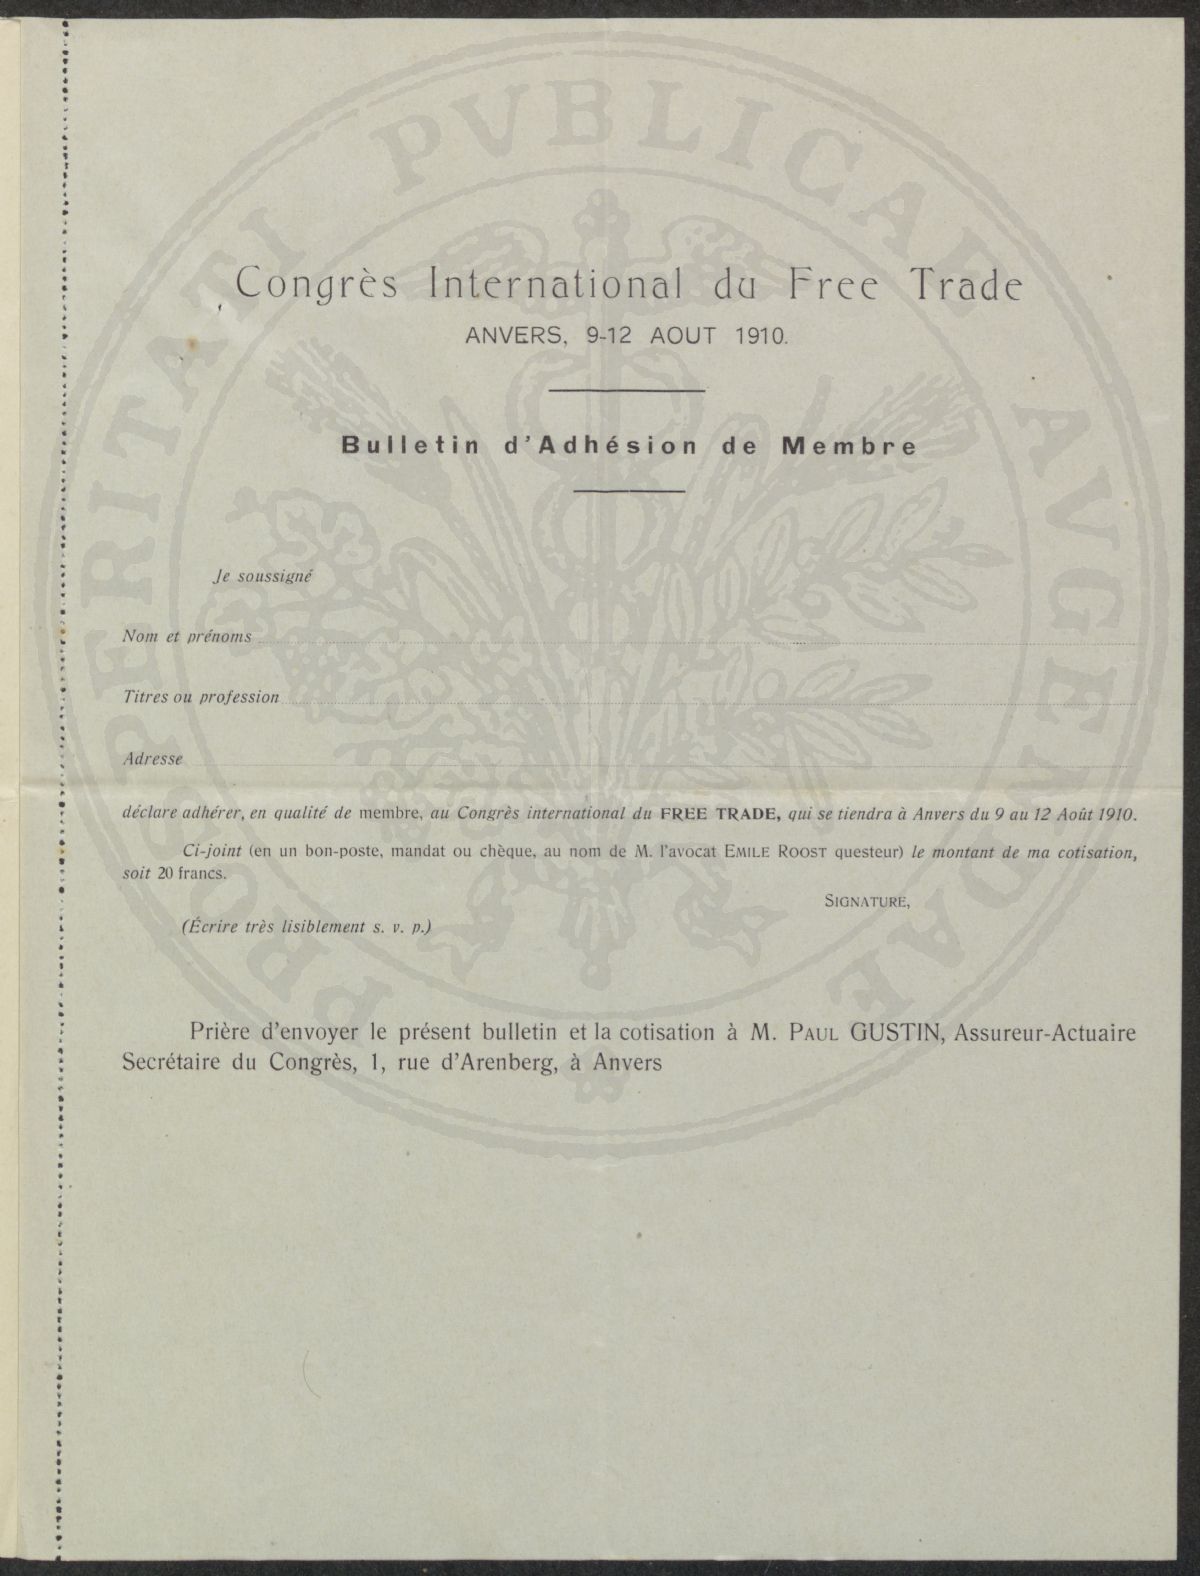 Congrès International du Free Trade
ANVERS, 9-12 AOUT 1910.
Bulletin d'Adhésion de Membre
Je soussigné
Nom et prénoms
Titres ou profession
Adresse
déclare adhérer, en qualité de membre, au Congrès international du FREE TRADE, qui se tiendra à Anvers du 9 au 12 Août 1910.
Ci-joint (en un bon-poste, mandat ou chèque, au nom de M. l'avocat EMILE ROOST questeur) le montant de ma cotisation,
soit 20 francs.
SIGNATURE,
(Écrire très lisiblement s. v. p.)
Prière d'envoyer le présent bulletin et la cotisation à M. PAUL GUSTIN, Assureur-Actuaire
Secrétaire du Congrès, 1, rue d'Arenberg, à Anvers
PROSPERITATI PVBLICAE AVGENDAE